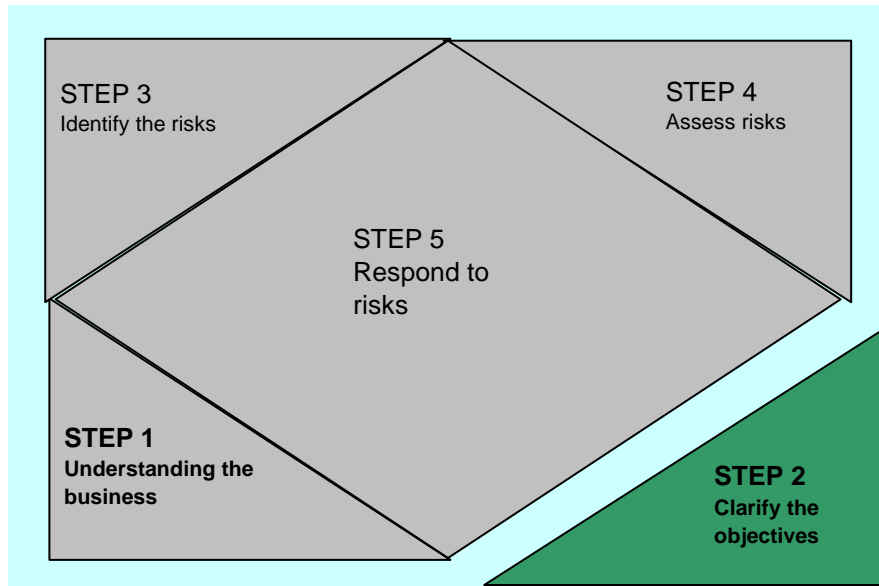 STEP 3
Identify the risks
STEP 4
Assess risks
STEP 5
Respond to
risks
STEP 1
Understanding the
business
STEP 2
Clarify the
objectives